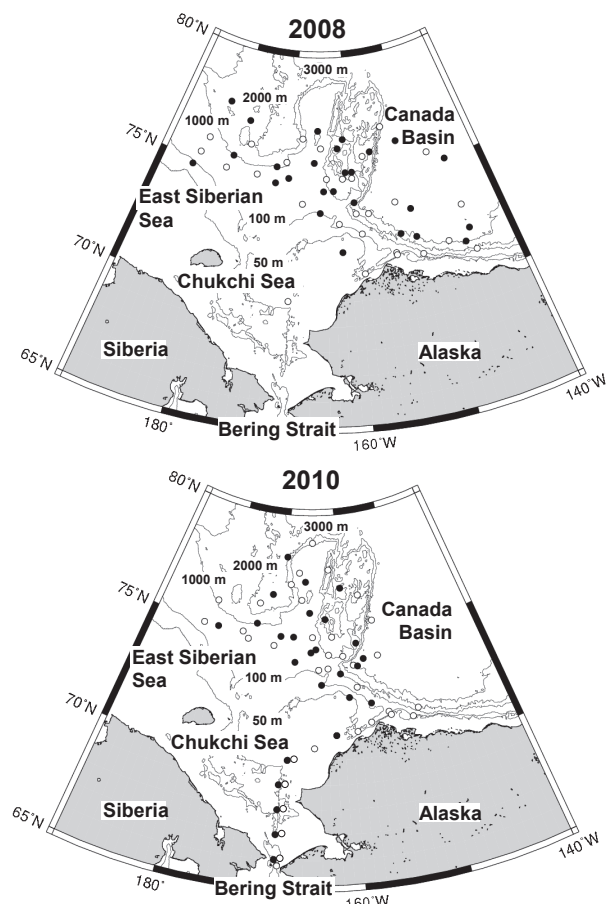 2008
80°N
3000 m
2000 m
1000 m
Canada
Basin
75°N
East Siberian
Sea
100 m
70°N
50 m
Chukchi Sea
Siberia
Alaska
65°N
140°W
180°
Bering Strait
160°W
2010
80°N
3000 m
2000 m
1000 m
75°N
Canada
Basin
East Siberian
Sea
100 m
70°N
50 m
Chukchi Sea
Siberia
Alaska
65°N
140°W
180°
Bering Strait
160°W